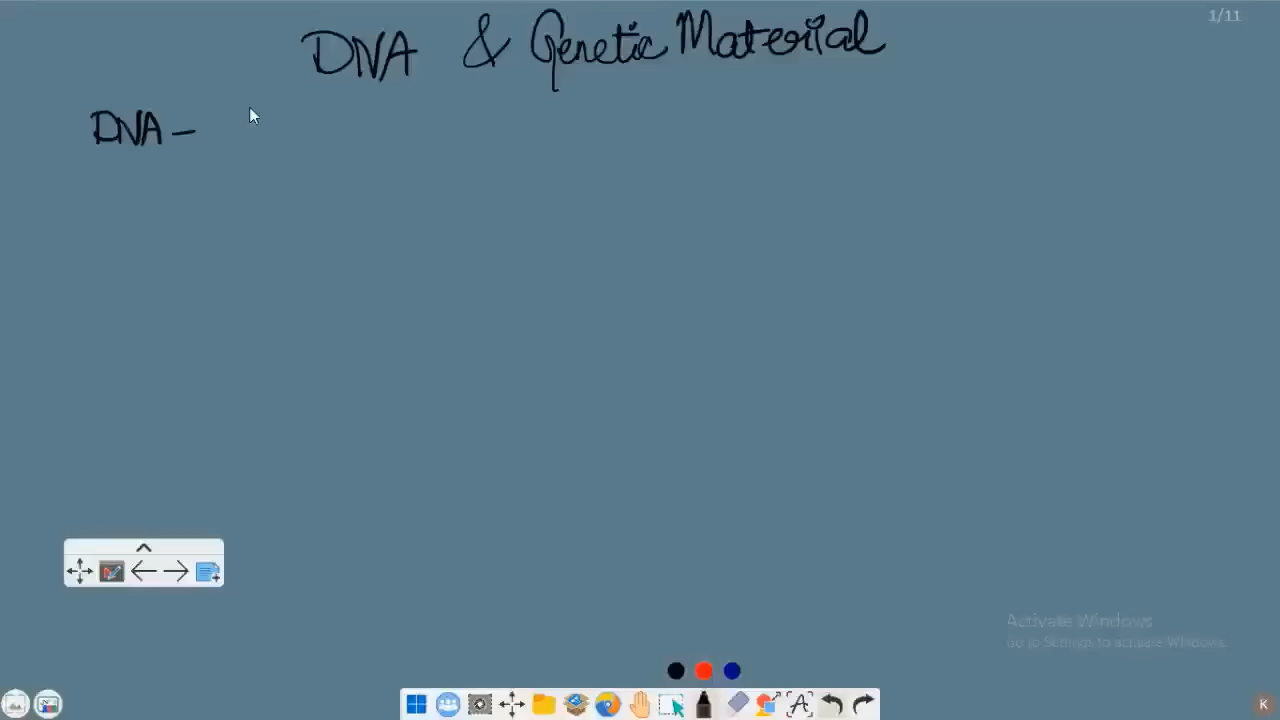 1/11
DNA & Genetic Material
DNA -
Activate Windows
Go to Settings to activate Windows.
K